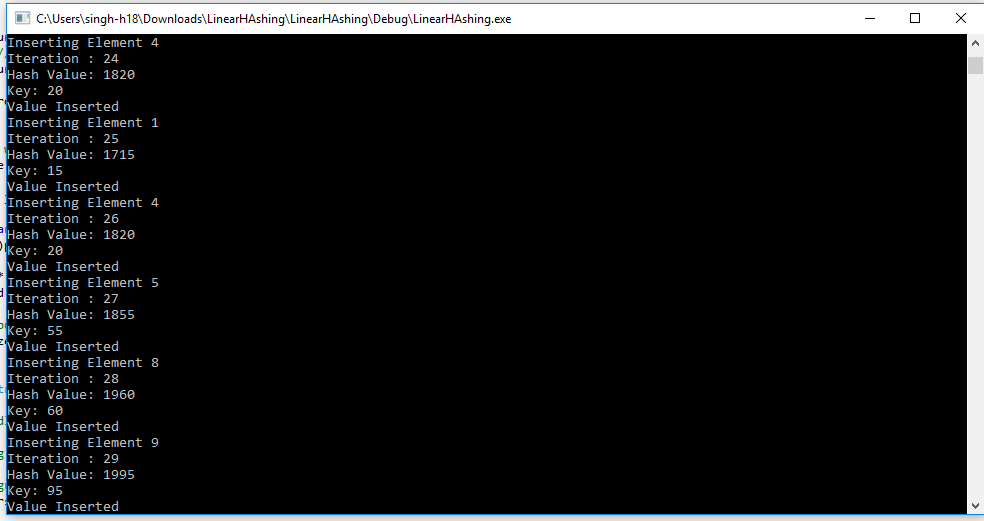 C:\Users\singh-h18\Downloads\LinearHAshing\LinearHAshing\Debug\LinearHAshing.exe
Inserting Element 4
Iteration : 24
Hash Value: 1820
Key: 20
Value Inserted
Inserting Element 1
Iteration : 25
Hash Value: 1715
Key: 15
Value Inserted
Inserting Element 4
Iteration : 26
Hash Value: 1820
Key: 20
Value Inserted
Inserting Element 5
Iteration : 27
Hash Value: 1855
Key: 55
Value Inserted
Inserting Element 8
Iteration : 28
Hash Value: 1960
Key: 60
Value Inserted
Inserting Element 9
Iteration : 29
Hash Value: 1995
Key: 95
Value Inserted